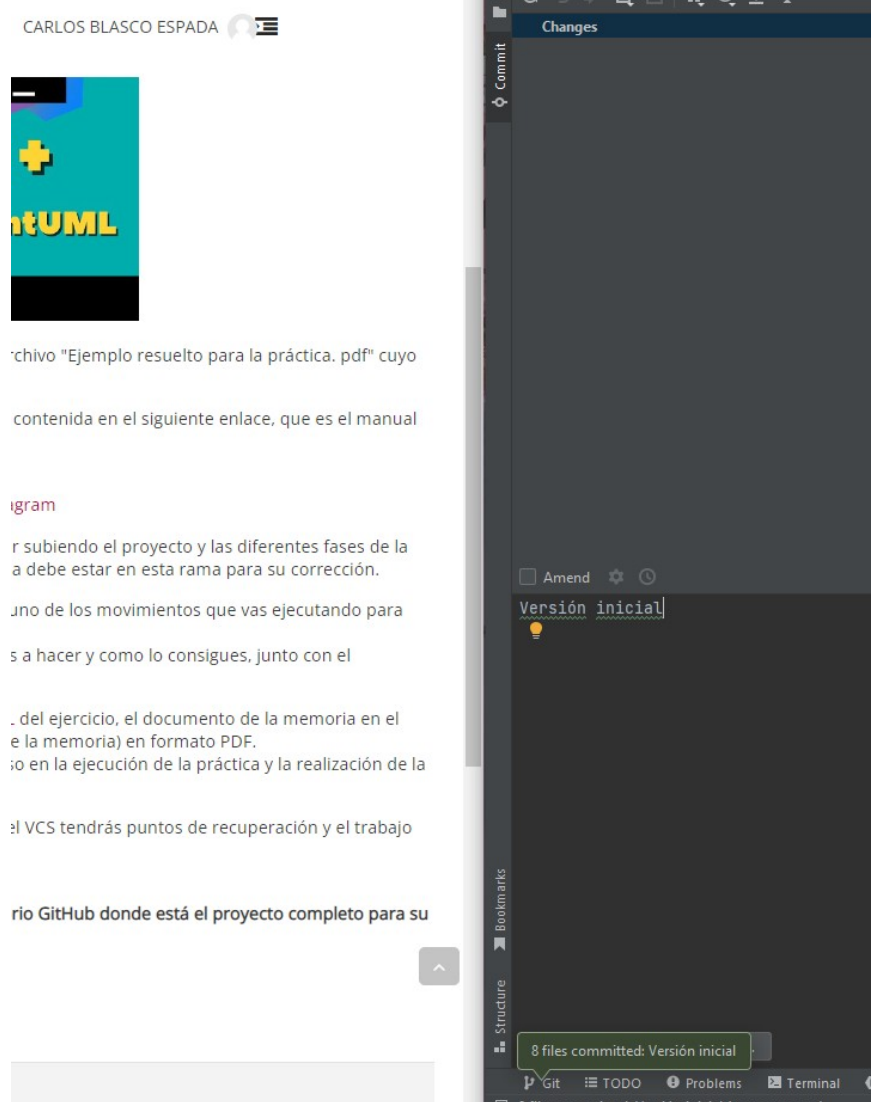 CARLOS BLASCO ESPADA
+
ntUML
rchivo "Ejemplo resuelto para la práctica. pdf" cuyo
contenida en el siguiente enlace, que es el manual
agram
r subiendo el proyecto y las diferentes fases de la
a debe estar en esta rama para su corrección.
uno de los movimientos que vas ejecutando para
s a hacer y como lo consigues, junto con el
L del ejercicio, el documento de la memoria en el
e la memoria) en formato PDF.
so en la ejecución de la práctica y la realización de la
el VCS tendrás puntos de recuperación y el trabajo
rio GitHub donde está el proyecto completo para su
Commit
Changes
Amend
Versión inicial
Bookmarks
Structure
8 files committed: Versión inicial
Git TODO Problems Terminal